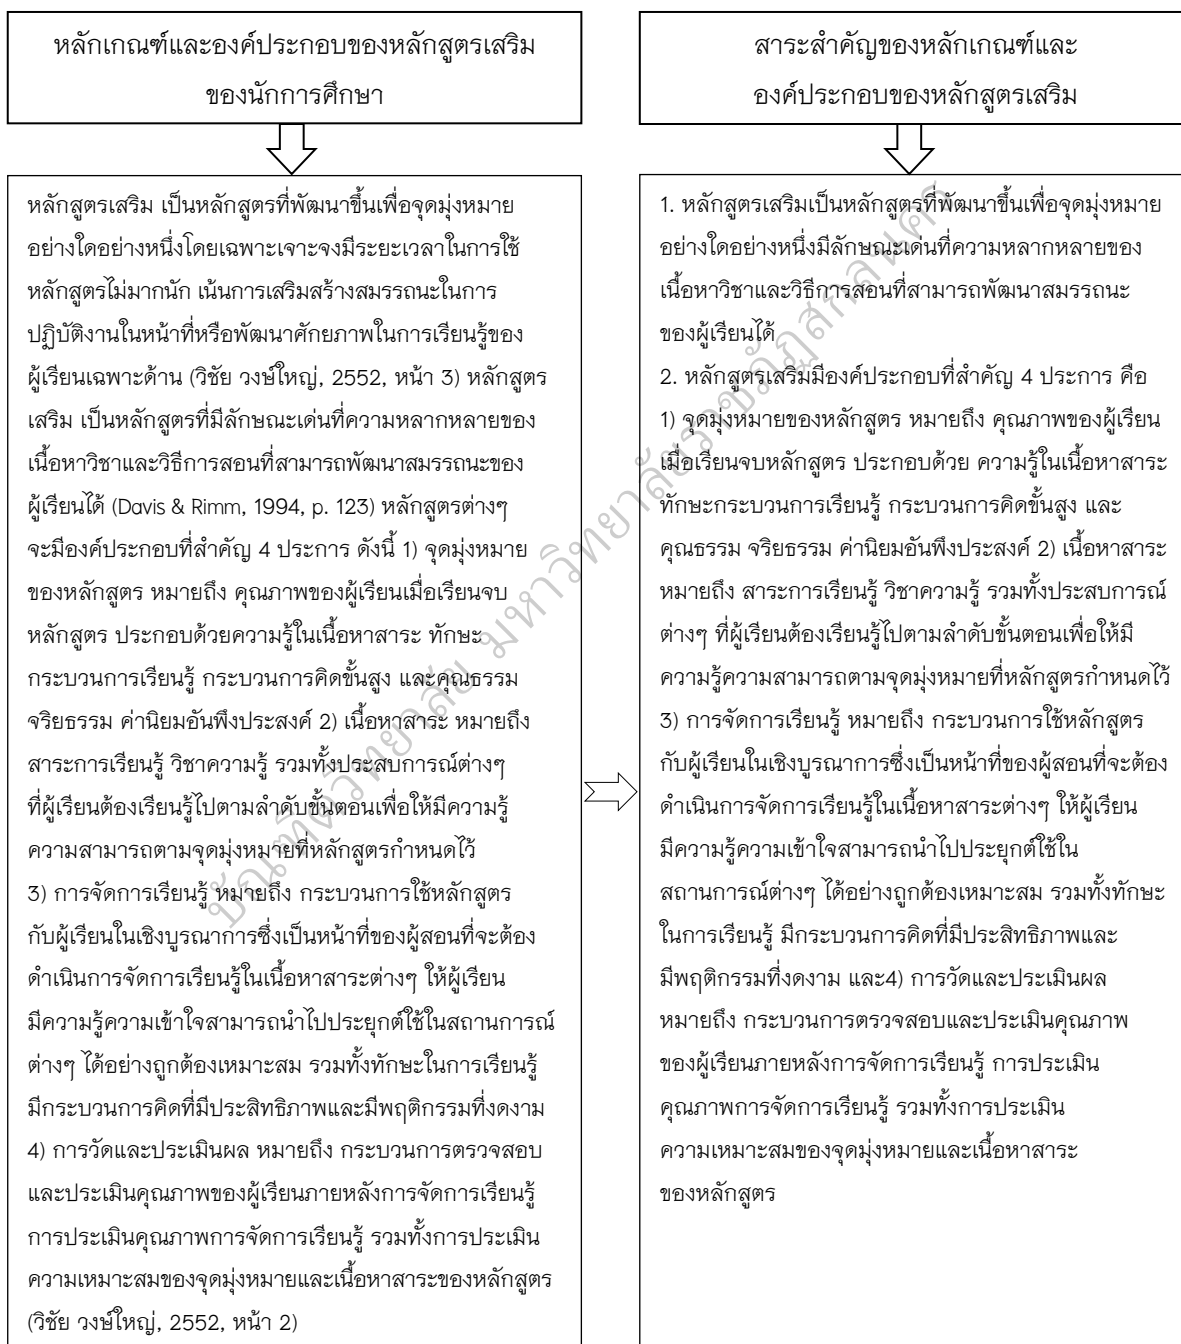 หลักเกณฑ์และองค์ประกอบของหลักสูตรเสริม
ของนักการศึกษา
หลักสูตรเสริม เป็นหลักสูตรที่พัฒนาขึ้นเพื่อจุดมุ่งหมาย
อย่างใดอย่างหนึ่งโดยเฉพาะเจาะจงมีระยะเวลาในการใช้
หลักสูตรไม่มากนัก เน้นการเสริมสร้างสมรรถนะในการ
ปฏิบัติงานในหน้าที่หรือพัฒนาศักยภาพในการเรียนรู้ของ
ผู้เรียนเฉพาะด้าน (วิชัย วงษ์ใหญ่, 2552, หน้า 3) หลักสูตร
เสริม เป็นหลักสูตรที่มีลักษณะเด่นที่ความหลากหลายของ
เนื้อหาวิชาและวิธีการสอนที่สามารถพัฒนาสมรรถนะของ
ผู้เรียนได้ (Davis & Rimm, 1994, p. 123) หลักสูตรต่างๆ
จะมีองค์ประกอบที่สำคัญ 4 ประการ ดังนี้ 1) จุดมุ่งหมาย
ของหลักสูตร หมายถึง คุณภาพของผู้เรียนเมื่อเรียนจบ
หลักสูตร ประกอบด้วยความรู้ในเนื้อหาสาระ ทักษะ
กระบวนการเรียนรู้ กระบวนการคิดขั้นสูง และคุณธรรม
จริยธรรม ค่านิยมอันพึงประสงค์ 2) เนื้อหาสาระ หมายถึง
สาระการเรียนรู้ วิชาความรู้ รวมทั้งประสบการณ์ต่างๆ
ที่ผู้เรียนต้องเรียนรู้ไปตามลำดับขั้นตอนเพื่อให้มีความรู้
ความสามารถตามจุดมุ่งหมายที่หลักสูตรกำหนดไว้
3) การจัดการเรียนรู้ หมายถึง กระบวนการใช้หลักสูตร
กับผู้เรียนในเชิงบูรณาการซึ่งเป็นหน้าที่ของผู้สอนที่จะต้อง
ดำเนินการจัดการเรียนรู้ในเนื้อหาสาระต่างๆ ให้ผู้เรียน
มีความรู้ความเข้าใจสามารถนำไปประยุกต์ใช้ในสถานการณ์
ต่างๆ ได้อย่างถูกต้องเหมาะสม รวมทั้งทักษะในการเรียนรู้
มีกระบวนการคิดที่มีประสิทธิภาพและมีพฤติกรรมที่งดงาม
4) การวัดและประเมินผล หมายถึง กระบวนการตรวจสอบ
และประเมินคุณภาพของผู้เรียนภายหลังการจัดการเรียนรู้
การประเมินคุณภาพการจัดการเรียนรู้ รวมทั้งการประเมิน
ความเหมาะสมของจุดมุ่งหมายและเนื้อหาสาระของหลักสูตร
(วิชัย วงษ์ใหญ่, 2552, หน้า 2)
สาระสำคัญของหลักเกณฑ์และ
องค์ประกอบของหลักสูตรเสริม
1. หลักสูตรเสริมเป็นหลักสูตรที่พัฒนาขึ้นเพื่อจุดมุ่งหมาย
อย่างใดอย่างหนึ่งมีลักษณะเด่นที่ความหลากหลายของ
เนื้อหาวิชาและวิธีการสอนที่สามารถพัฒนาสมรรถนะ
ของผู้เรียนได้
2. หลักสูตรเสริมมีองค์ประกอบที่สำคัญ 4 ประการ คือ
1) จุดมุ่งหมายของหลักสูตร หมายถึง คุณภาพของผู้เรียน
เมื่อเรียนจบหลักสูตร ประกอบด้วย ความรู้ในเนื้อหาสาระ
ทักษะกระบวนการเรียนรู้ กระบวนการคิดขั้นสูง และ
คุณธรรม จริยธรรม ค่านิยมอันพึงประสงค์ 2) เนื้อหาสาระ
หมายถึง สาระการเรียนรู้ วิชาความรู้ รวมทั้งประสบการณ์
ต่างๆ ที่ผู้เรียนต้องเรียนรู้ไปตามลำดับขั้นตอนเพื่อให้มี
ความรู้ความสามารถตามจุดมุ่งหมายที่หลักสูตรกำหนดไว้
3) การจัดการเรียนรู้ หมายถึง กระบวนการใช้หลักสูตร
กับผู้เรียนในเชิงบูรณาการซึ่งเป็นหน้าที่ของผู้สอนที่จะต้อง
ดำเนินการจัดการเรียนรู้ในเนื้อหาสาระต่างๆ ให้ผู้เรียน
มีความรู้ความเข้าใจสามารถนำไปประยุกต์ใช้ใน
สถานการณ์ต่างๆ ได้อย่างถูกต้องเหมาะสม รวมทั้งทักษะ
ในการเรียนรู้ มีกระบวนการคิดที่มีประสิทธิภาพและ
มีพฤติกรรมที่งดงาม และ4) การวัดและประเมินผล
หมายถึง กระบวนการตรวจสอบและประเมินคุณภาพ
ของผู้เรียนภายหลังการจัดการเรียนรู้ การประเมิน
คุณภาพการจัดการเรียนรู้ รวมทั้งการประเมิน
ความเหมาะสมของจุดมุ่งหมายและเนื้อหาสาระ
ของหลักสูตร
บัณฑิตวิทยาลัย มหาวิทยาลัยราชภัฏสกลนคร